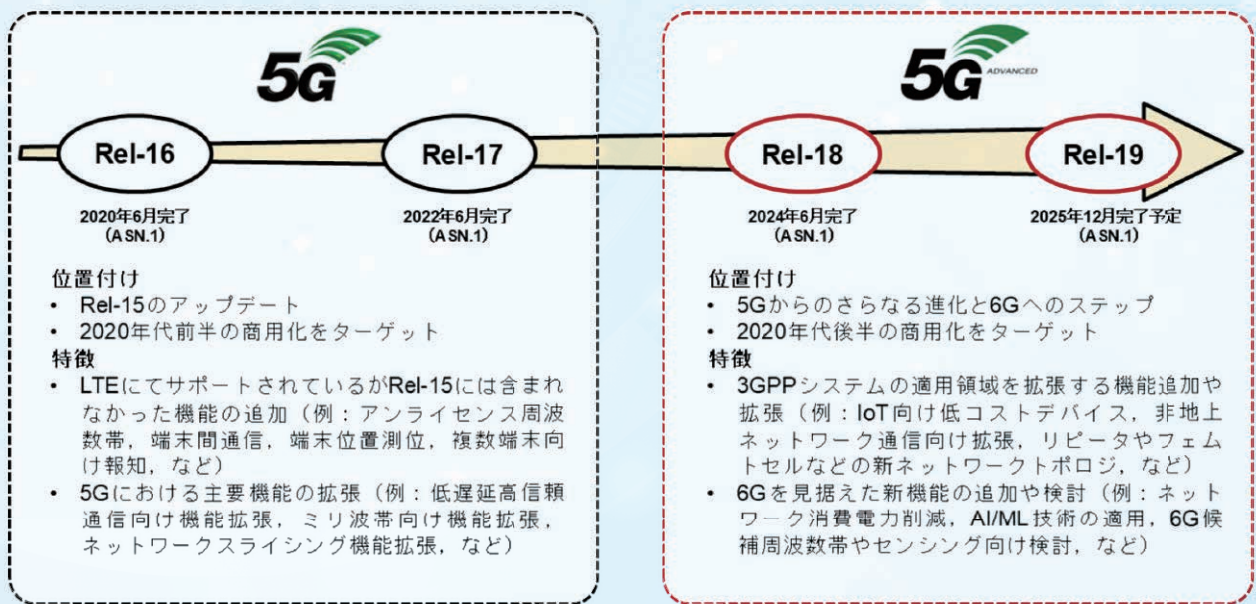 5G
Rel-16
Rel-17
2020年6月完了
(ASN.1)
2022年6月完了
(ASN.1)
位置付け
• Rel-15のアップデート
• 2020年代前半の商用化をターゲット
特徴
• LTEにてサポートされているがRel-15には含まれ
なかった機能の追加（例：アンライセンス周波
数帯，端末間通信，端末位置測位，複数端末向
け報知，など）
• 5Gにおける主要機能の拡張（例：低遅延高信頼
通信向け機能拡張，ミリ波帯向け機能拡張，
ネットワークスライシング機能拡張，など）
5G ADVANCED
Rel-18
Rel-19
2024年6月完了
(ASN.1)
2025年12月完了予定
(ASN.1)
位置付け
• 5Gからのさらなる進化と6Gへのステップ
• 2020年代後半の商用化をターゲット
特徴
• 3GPPシステムの適用領域を拡張する機能追加や
拡張（例：IoT向け低コストデバイス，非地上
ネットワーク通信向け拡張，リピータやフェム
トセルなどの新ネットワークトポロジ，など）
• 6Gを見据えた新機能の追加や検討（例：ネット
ワーク消費電力削減，AI/ML技術の適用，6G候
補周波数帯やセンシング向け検討，など）